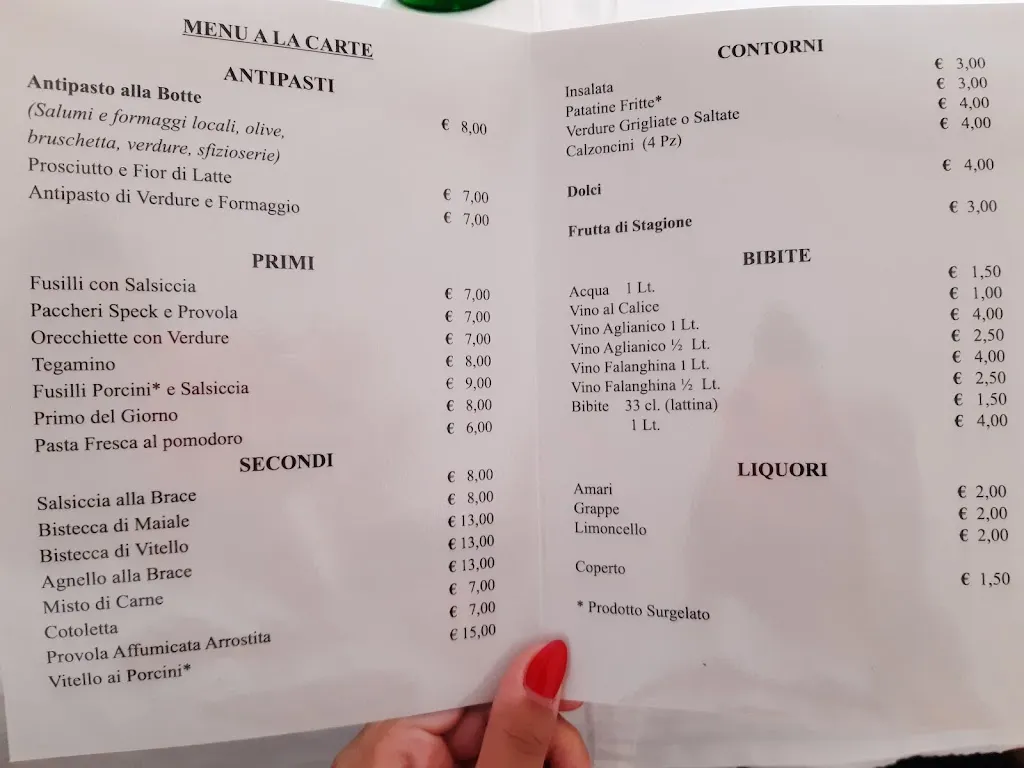 MENU A LA CARTE
ANTIPASTI
Antipasto alla Botte
(Salumi e formaggi locali, olive, € 8,00
bruschetta, verdure, sfizioserie)
Prosciutto e Fior di Latte € 7,00
Antipasto di Verdure e Formaggio € 7,00
PRIMI
Fusilli con Salsiccia € 7,00
Paccheri Speck e Provola € 7,00
Orecchiette con Verdure € 7,00
Tegamino € 8,00
Fusilli Porcini* e Salsiccia € 9,00
Primo del Giorno € 8,00
Pasta Fresca al pomodoro € 6,00
SECONDI
Salsiccia alla Brace € 8,00
Bistecca di Maiale € 8,00
Bistecca di Vitello € 13,00
Agnello alla Brace € 13,00
Misto di Carne € 13,00
Cotoletta € 7,00
Provola Affumicata Arrostita € 7,00
Vitello ai Porcini* € 15,00
CONTORNI
Insalata € 3,00
Patatine Fritte* € 3,00
Verdure Grigliate o Saltate € 4,00
Calzoncini (4 Pz) € 4,00
Dolci € 4,00
Frutta di Stagione € 3,00
BIBITE
Acqua 1 Lt. € 1,50
Vino al Calice € 1,00
Vino Aglianico 1 Lt. € 4,00
Vino Aglianico ½ Lt. € 2,50
Vino Falanghina 1 Lt. € 4,00
Vino Falanghina ½ Lt. € 2,50
Bibite 33 cl. (lattina) € 1,50
1 Lt. € 4,00
LIQUORI
Amari € 2,00
Grappe € 2,00
Limoncello € 2,00
Coperto € 1,50
* Prodotto Surgelato